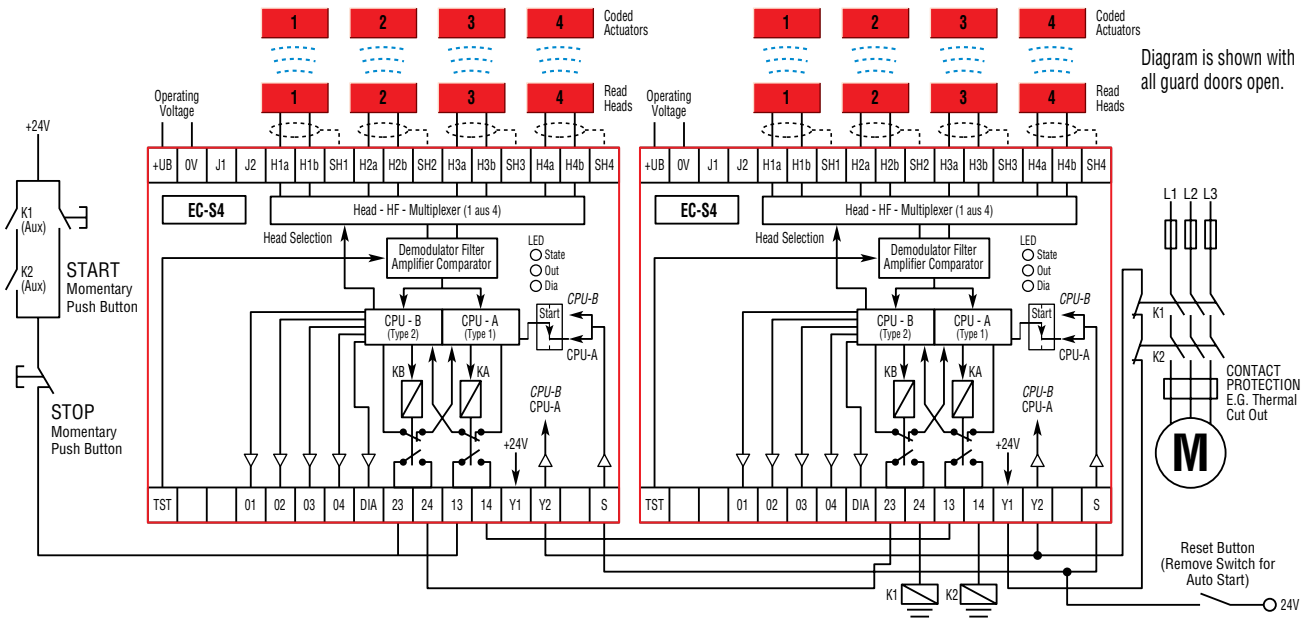 1 2 3 4 Coded Actuators
1 2 3 4 Coded Actuators
Diagram is shown with
all guard doors open.
1 2 3 4 Read Heads
1 2 3 4 Read Heads
Operating
Voltage
Operating
Voltage
+24V
+UB 0V J1 J2 H1a H1b SH1 H2a H2b SH2 H3a H3b SH3 H4a H4b SH4
+UB 0V J1 J2 H1a H1b SH1 H2a H2b SH2 H3a H3b SH3 H4a H4b SH4
L1 L2 L3
K1
(Aux)
K2
(Aux)
START
Momentary
Push Button
STOP
Momentary
Push Button
EC-S4
Head - HF - Multiplexer (1 aus 4)
Head Selection
Demodulator Filter
Amplifier Comparator
LED
State
Out
Dia
CPU - B
(Type 2)
CPU - A
(Type 1)
Start
CPU-B
CPU-A
KB
KA
CPU-B
CPU-A
+24V
TST 01 02 03 04 DIA 23 24 13 14 Y1 Y2 S
EC-S4
Head - HF - Multiplexer (1 aus 4)
Head Selection
Demodulator Filter
Amplifier Comparator
LED
State
Out
Dia
CPU - B
(Type 2)
CPU - A
(Type 1)
Start
CPU-B
CPU-A
KB
KA
CPU-B
CPU-A
+24V
TST 01 02 03 04 DIA 23 24 13 14 Y1 Y2 S
K1
K2
CONTACT
PROTECTION
E.G. Thermal
Cut Out
M
K1
K2
Reset Button
(Remove Switch for
Auto Start)
24V